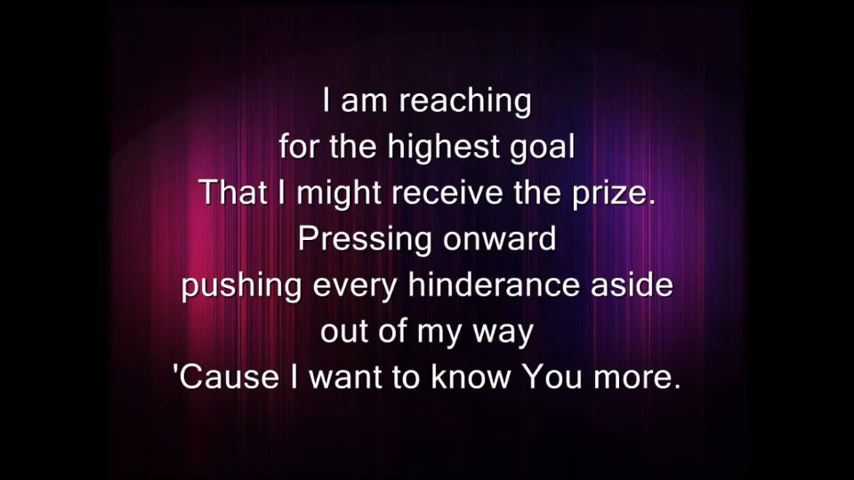 I am reaching
for the highest goal
That I might receive the prize.
Pressing onward
pushing every hinderance aside
out of my way
'Cause I want to know You more.